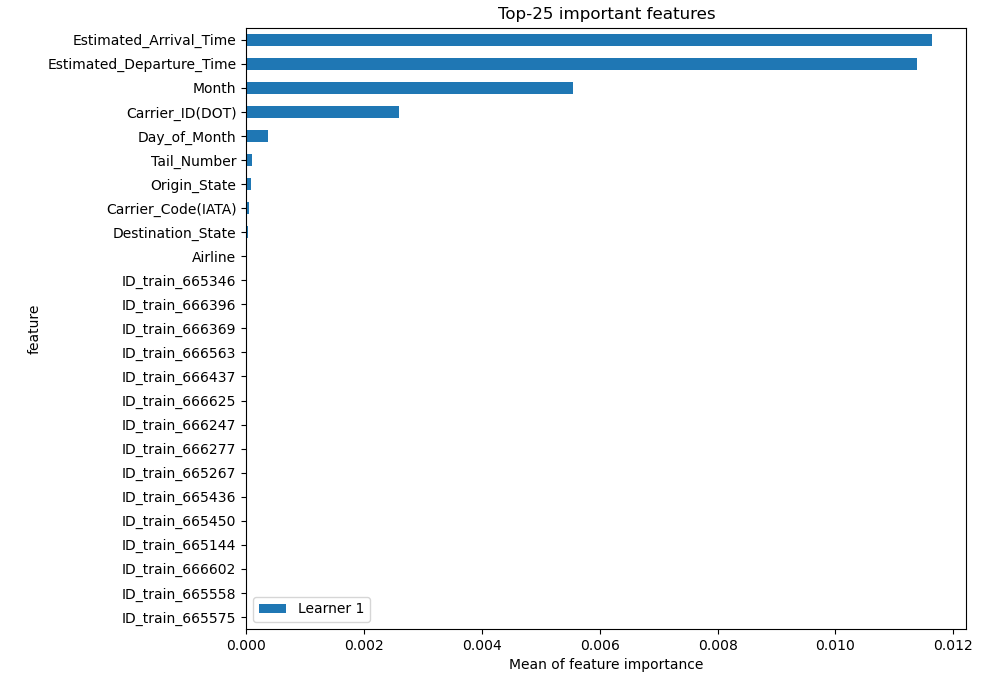 Top-25 important features
Estimated_Arrival_Time
Estimated_Departure_Time
Month
Carrier_ID(DOT)
Day_of_Month
Tail_Number
Origin_State
Carrier_Code(IATA)
Destination_State
Airline
ID_train_665346
ID_train_666396
ID_train_666369
ID_train_666563
ID_train_666437
ID_train_666625
ID_train_666247
ID_train_666277
ID_train_665267
ID_train_665436
ID_train_665450
ID_train_665144
ID_train_666602
ID_train_665558
ID_train_665575
feature
Learner 1
0.000 0.002 0.004 0.006 0.008 0.010 0.012
Mean of feature importance